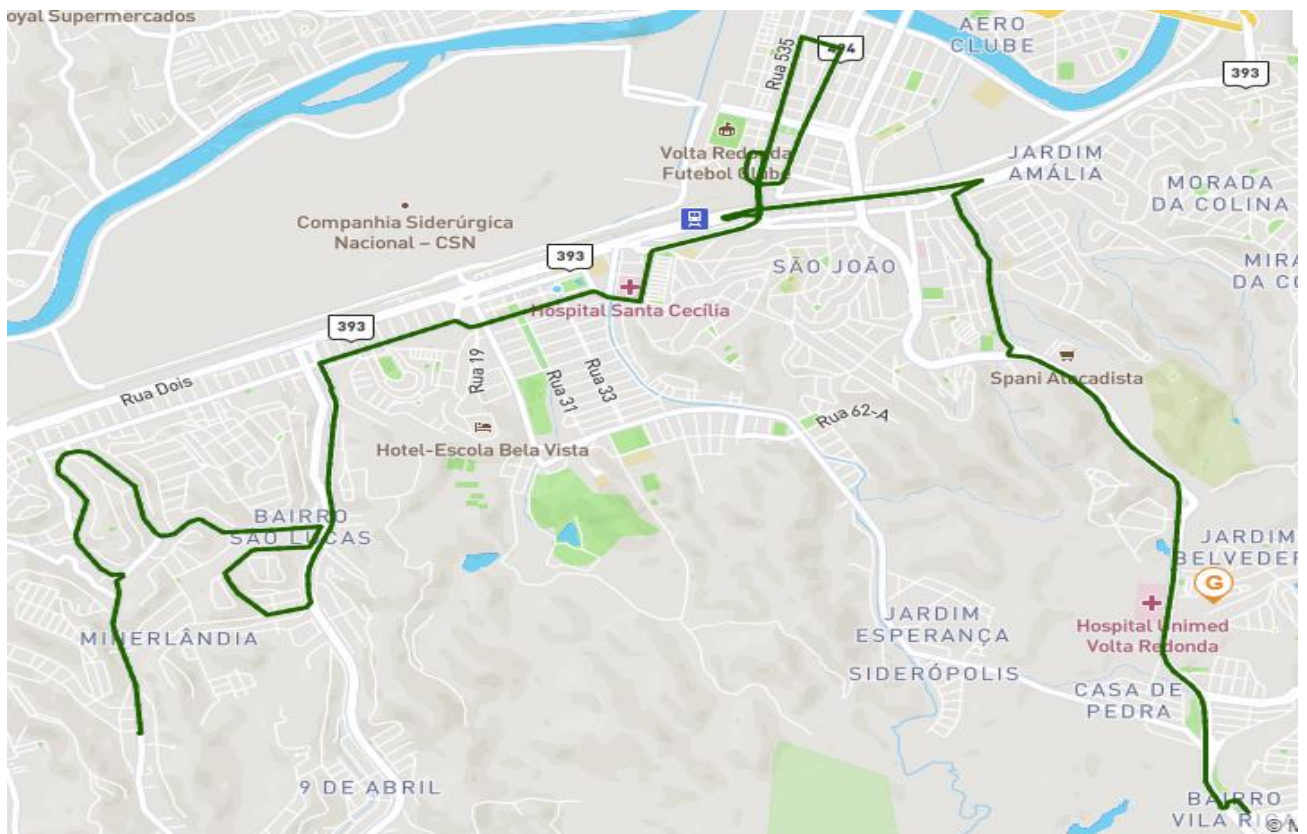 oyal Supermercados
AERO
CLUBE
Rua 535
393
Volta Redonda
Futebol Clube
JARDIM
AMÁLIA
MORADA
DA COLINA
Companhia Siderúrgica
Nacional – CSN
393
SÃO JOÃO
MIRA
DA CO
Hospital Santa Cecília
393
Rua Dois
Rua 19
Rua 31
Rua 33
Spani Atacadista
Rua 62-A
Hotel-Escola Bela Vista
BAIRRO
SÃO LUCAS
JARDIM
BELVEDER
G
MINERLÂNDIA
JARDIM
ESPERANÇA
Hospital Unimed
Volta Redonda
SIDERÓPOLIS
CASA DE
PEDRA
9 DE ABRIL
BAIRRO
VILA RICA
© M